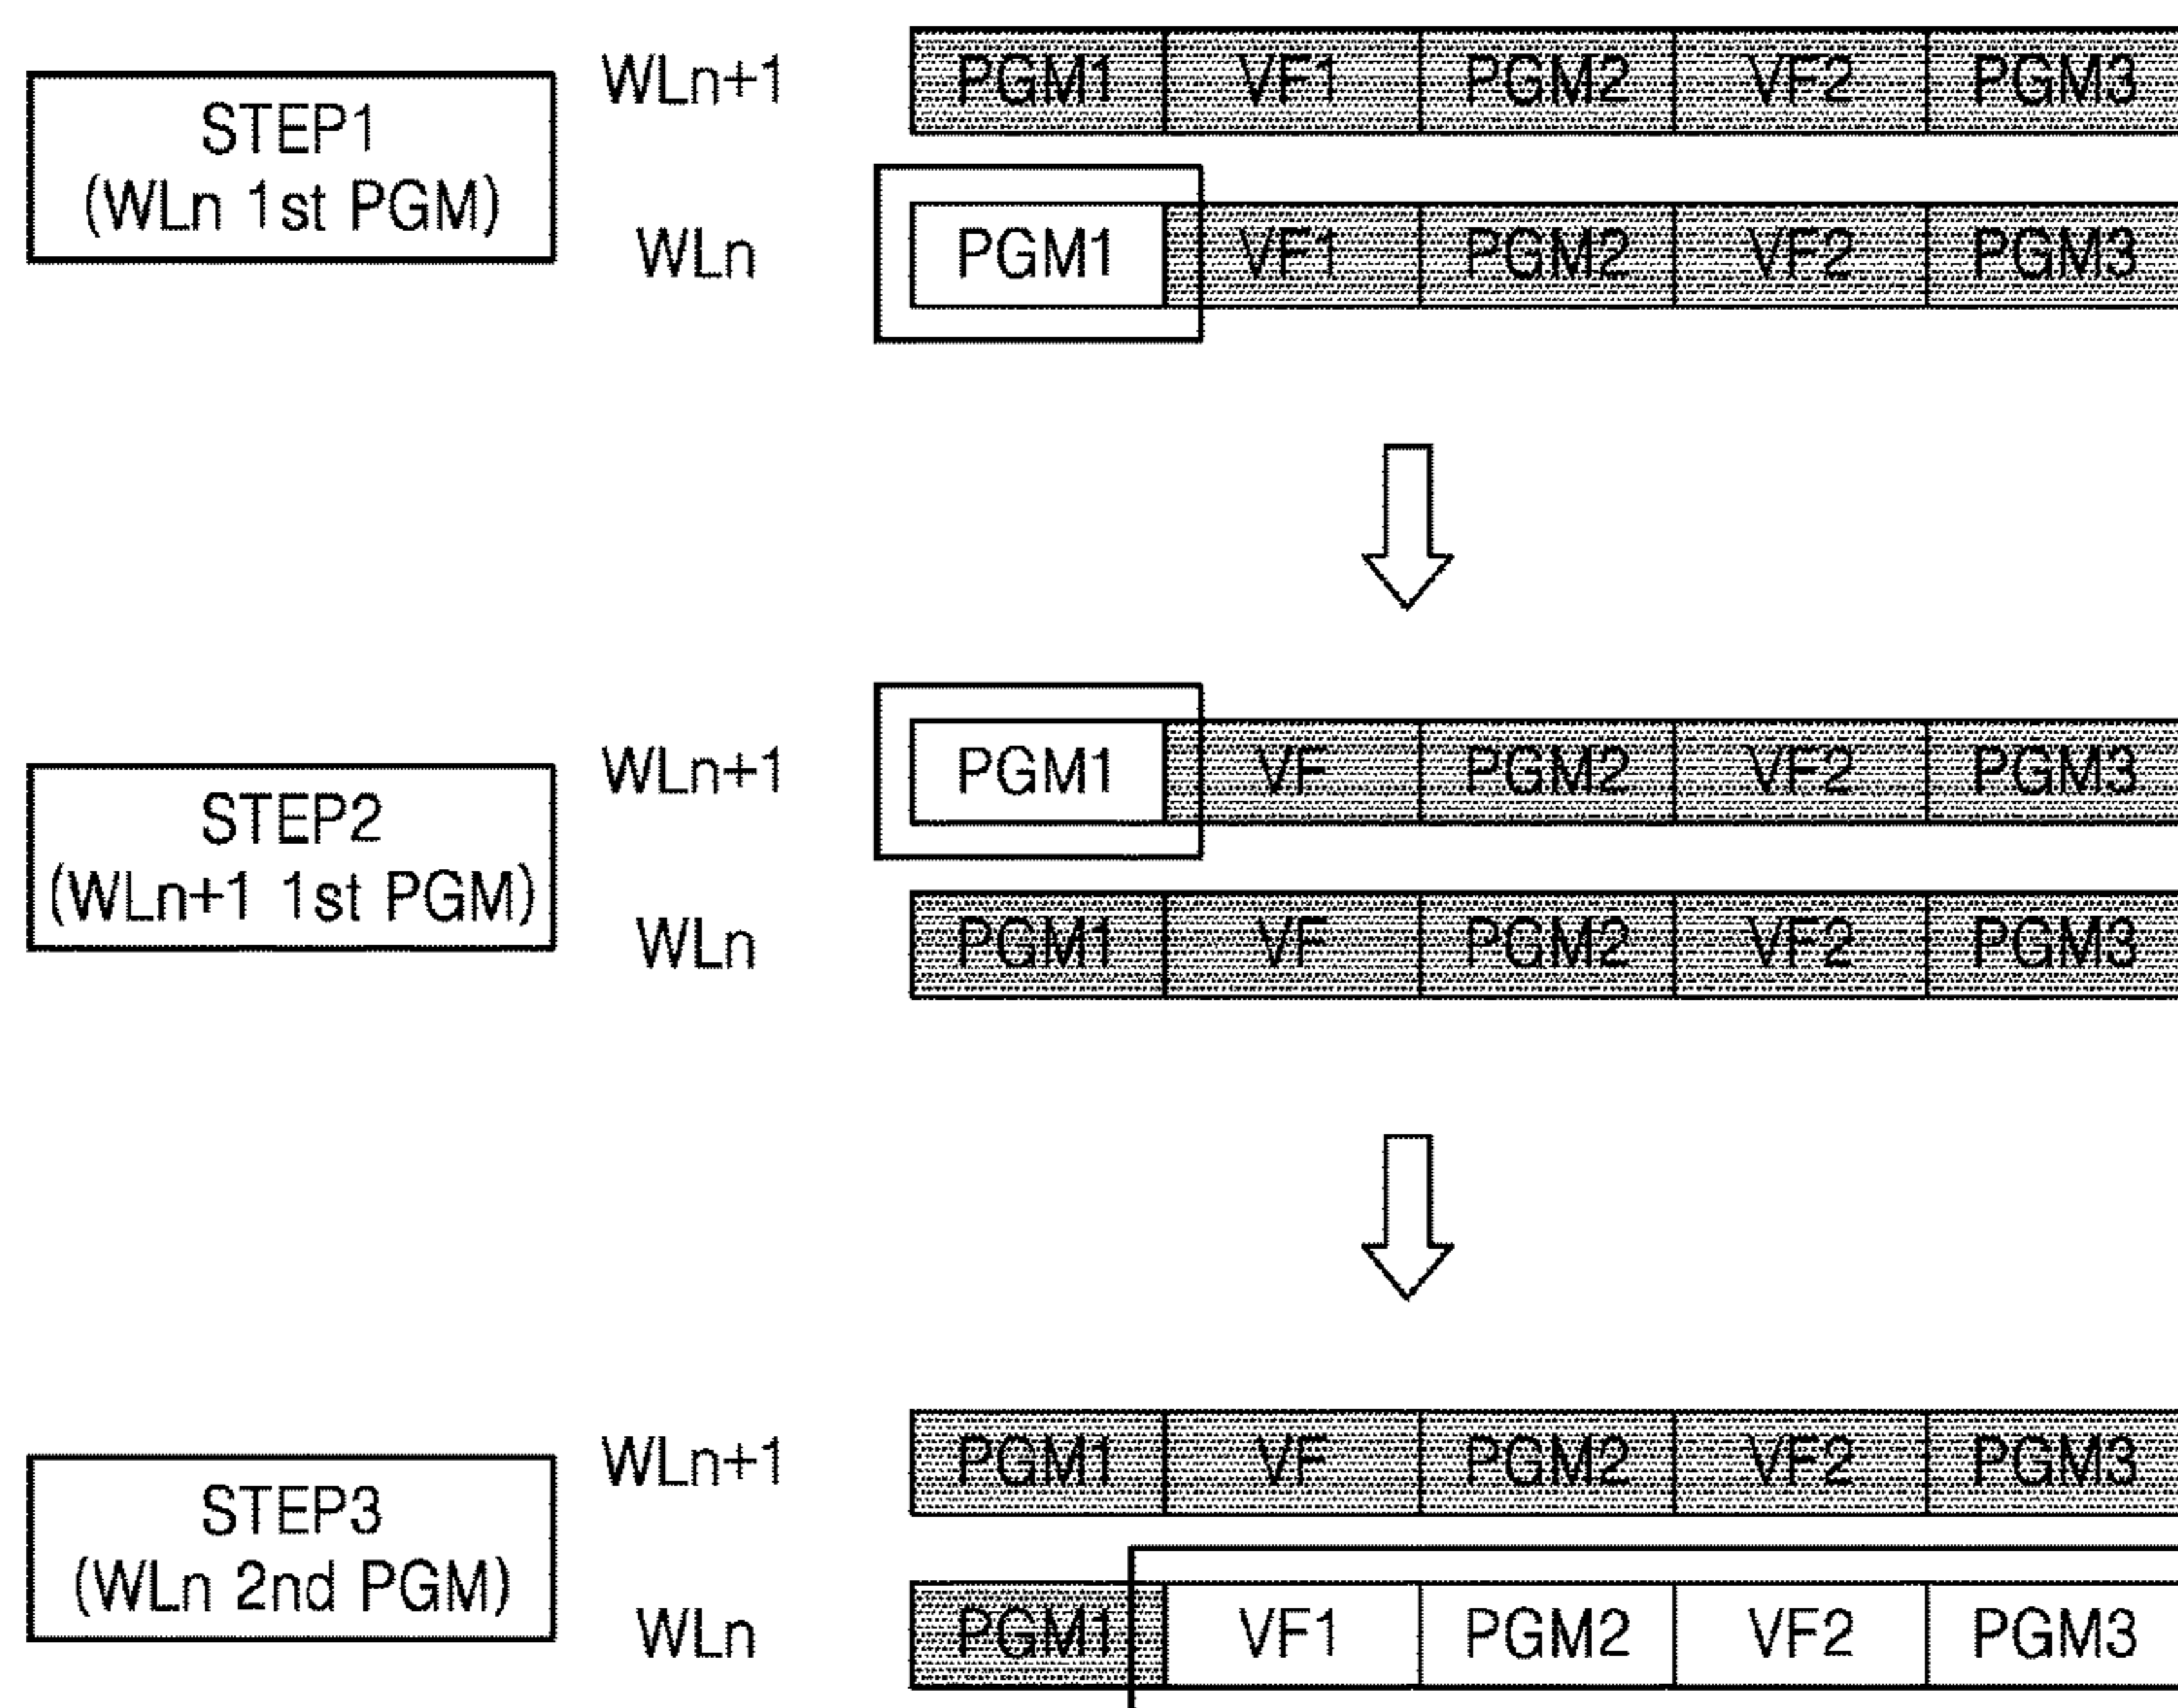 STEP1
(WLn 1st PGM)
WLn+1 PGM1 VF1 PGM2 VF2 PGM3
WLn PGM1 VF1 PGM2 VF2 PGM3
STEP2
(WLn+1 1st PGM)
WLn+1 PGM1 VF PGM2 VF2 PGM3
WLn PGM1 VF PGM2 VF2 PGM3
STEP3
(WLn 2nd PGM)
WLn+1 PGM1 VF PGM2 VF2 PGM3
WLn PGM1 VF1 PGM2 VF2 PGM3